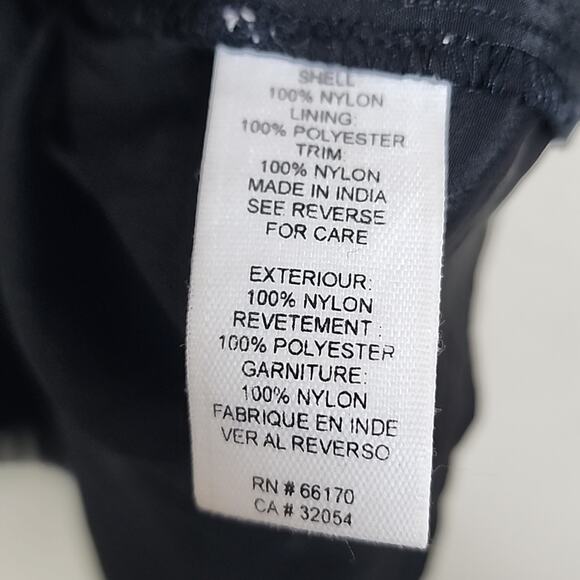 SHELL
100% NYLON
LINING:
100% POLYESTER
TRIM:
100% NYLON
MADE IN INDIA
SEE REVERSE
FOR CARE
EXTERIOUR:
100% NYLON
REVETEMENT :
100% POLYESTER
GARNITURE:
100% NYLON
FABRIQUE EN INDE
VER AL REVERSO
RN # 66170
CA # 32054